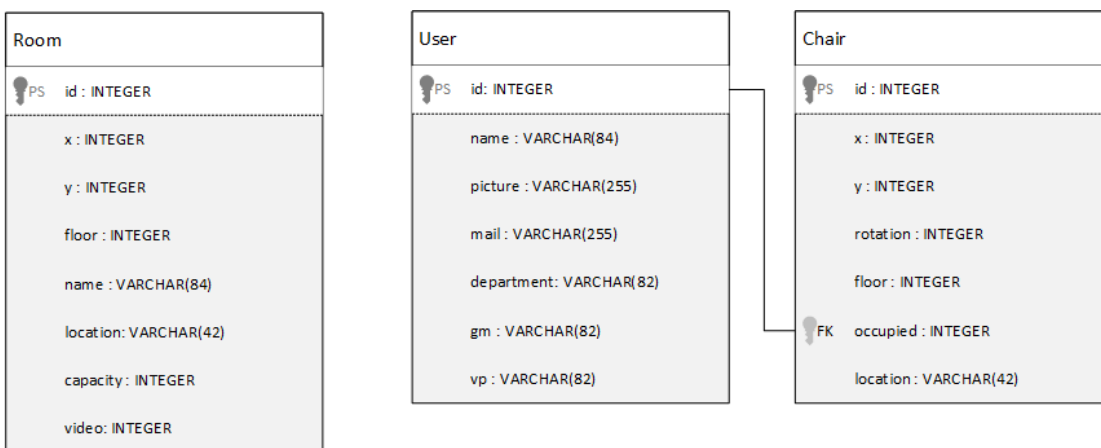 Room
PS id : INTEGER
x : INTEGER
y : INTEGER
floor : INTEGER
name : VARCHAR(84)
location: VARCHAR(42)
capacity : INTEGER
video: INTEGER
User
PS id: INTEGER
name : VARCHAR(84)
picture : VARCHAR(255)
mail : VARCHAR(255)
department: VARCHAR(82)
gm : VARCHAR(82)
vp : VARCHAR(82)
Chair
PS id : INTEGER
x : INTEGER
y : INTEGER
rotation : INTEGER
floor : INTEGER
FK occupied : INTEGER
location : VARCHAR(42)